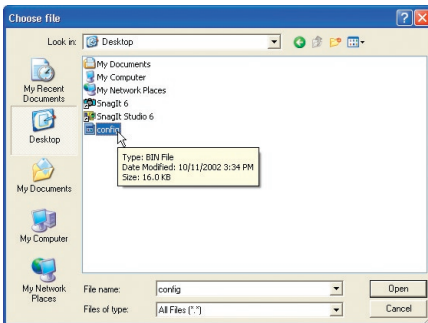 Choose file
Look in:
Desktop
My Recent
Documents
Desktop
My Documents
My Computer
My Network
Places
My Documents
My Computer
My Network Places
SnagIt 6
SnagIt Studio 6
config
Type: BIN File
Date Modified: 10/11/2002 3:34 PM
Size: 16.0 KB
File name:
config
Open
Files of type:
All Files (*.*)
Cancel